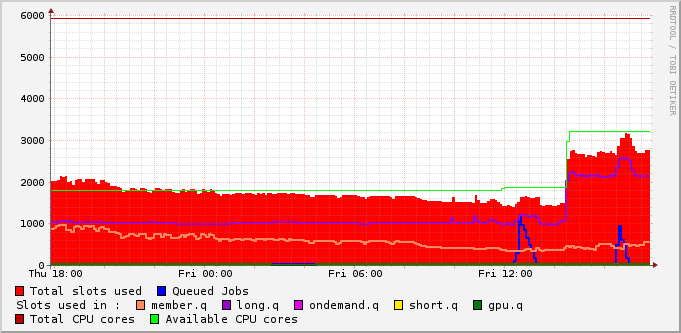 6000
5000
4000
3000
2000
1000
0
Thu 18:00 Fri 00:00 Fri 06:00 Fri 12:00
Total slots used Queued Jobs
Slots used in : member.q long.q ondemand.q short.q gpu.q
Total CPU cores Available CPU cores
RRDTOOL / TOBI OETIKER